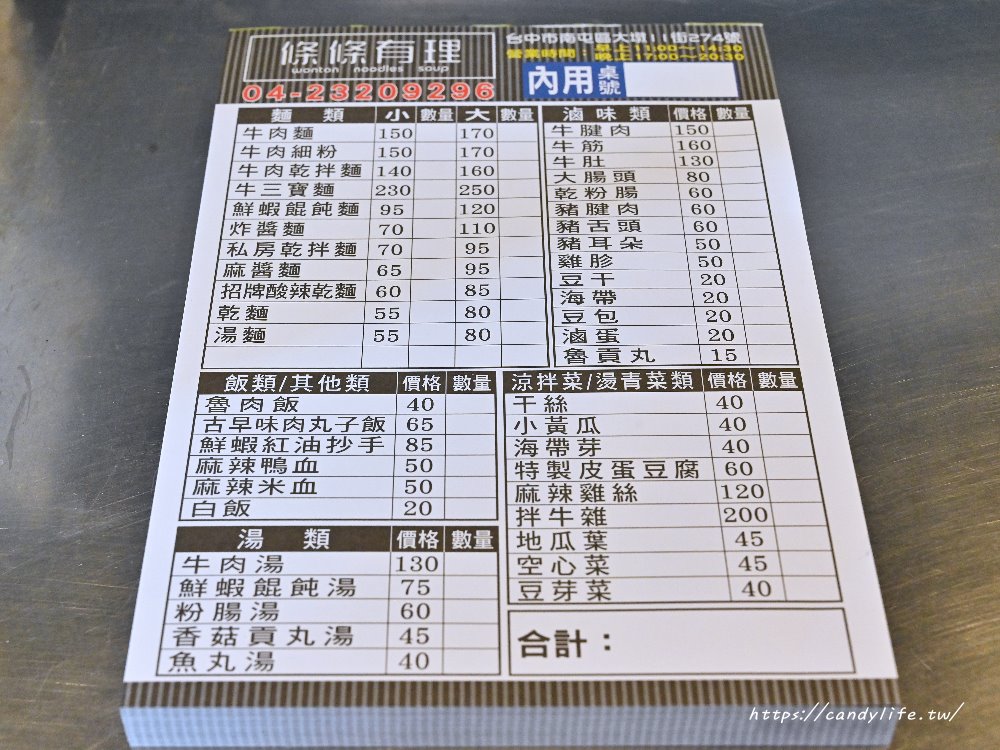 條條有理
wonton noodles soup
04-23209296
台中市南屯區大墩11街274號
營業時間：早上11:00～14:30
晚上17:00～20:30
內用 桌號
麵類 小 數量 大 數量
牛肉麵 150 170
牛肉細粉 150 170
牛肉乾拌麵 140 160
牛三寶麵 230 250
鮮蝦餛飩麵 95 120
炸醬麵 70 110
私房乾拌麵 70 95
麻醬麵 65 95
招牌酸辣乾麵 60 85
乾麵 55 80
湯麵 55 80
滷味類 價格 數量
牛腱肉 150
牛筋 160
牛肚 130
大腸頭 80
乾粉腸 60
豬腱肉 60
豬舌頭 60
豬耳朵 50
雞胗 50
豆干 20
海帶 20
豆包 20
滷蛋 20
魯貢丸 15
飯類/其他類 價格 數量
魯肉飯 40
古早味肉丸子飯 65
鮮蝦紅油抄手 85
麻辣鴨血 50
麻辣米血 50
白飯 20
涼拌菜/燙青菜類 價格 數量
干絲 40
小黃瓜 40
海帶芽 40
特製皮蛋豆腐 60
麻辣雞絲 120
拌牛雜 200
地瓜葉 45
空心菜 45
豆芽菜 40
湯類 價格 數量
牛肉湯 130
鮮蝦餛飩湯 75
粉腸湯 60
香菇貢丸湯 45
魚丸湯 40
合計：
https://candylife.tw/